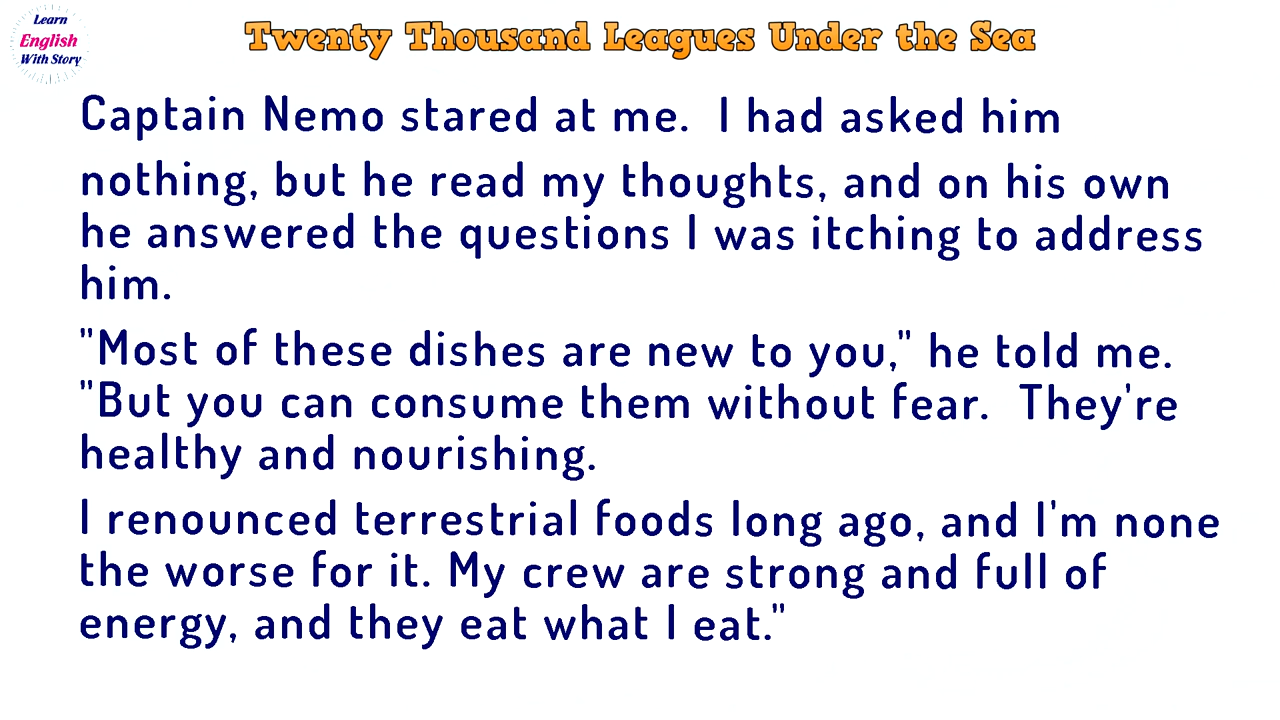 Learn
English
With Story
Twenty Thousand Leagues Under the Sea
Captain Nemo stared at me.  I had asked him
nothing, but he read my thoughts, and on his own
he answered the questions I was itching to address
him.
"Most of these dishes are new to you," he told me.
"But you can consume them without fear.  They're
healthy and nourishing.
I renounced terrestrial foods long ago, and I'm none
the worse for it. My crew are strong and full of
energy, and they eat what I eat."